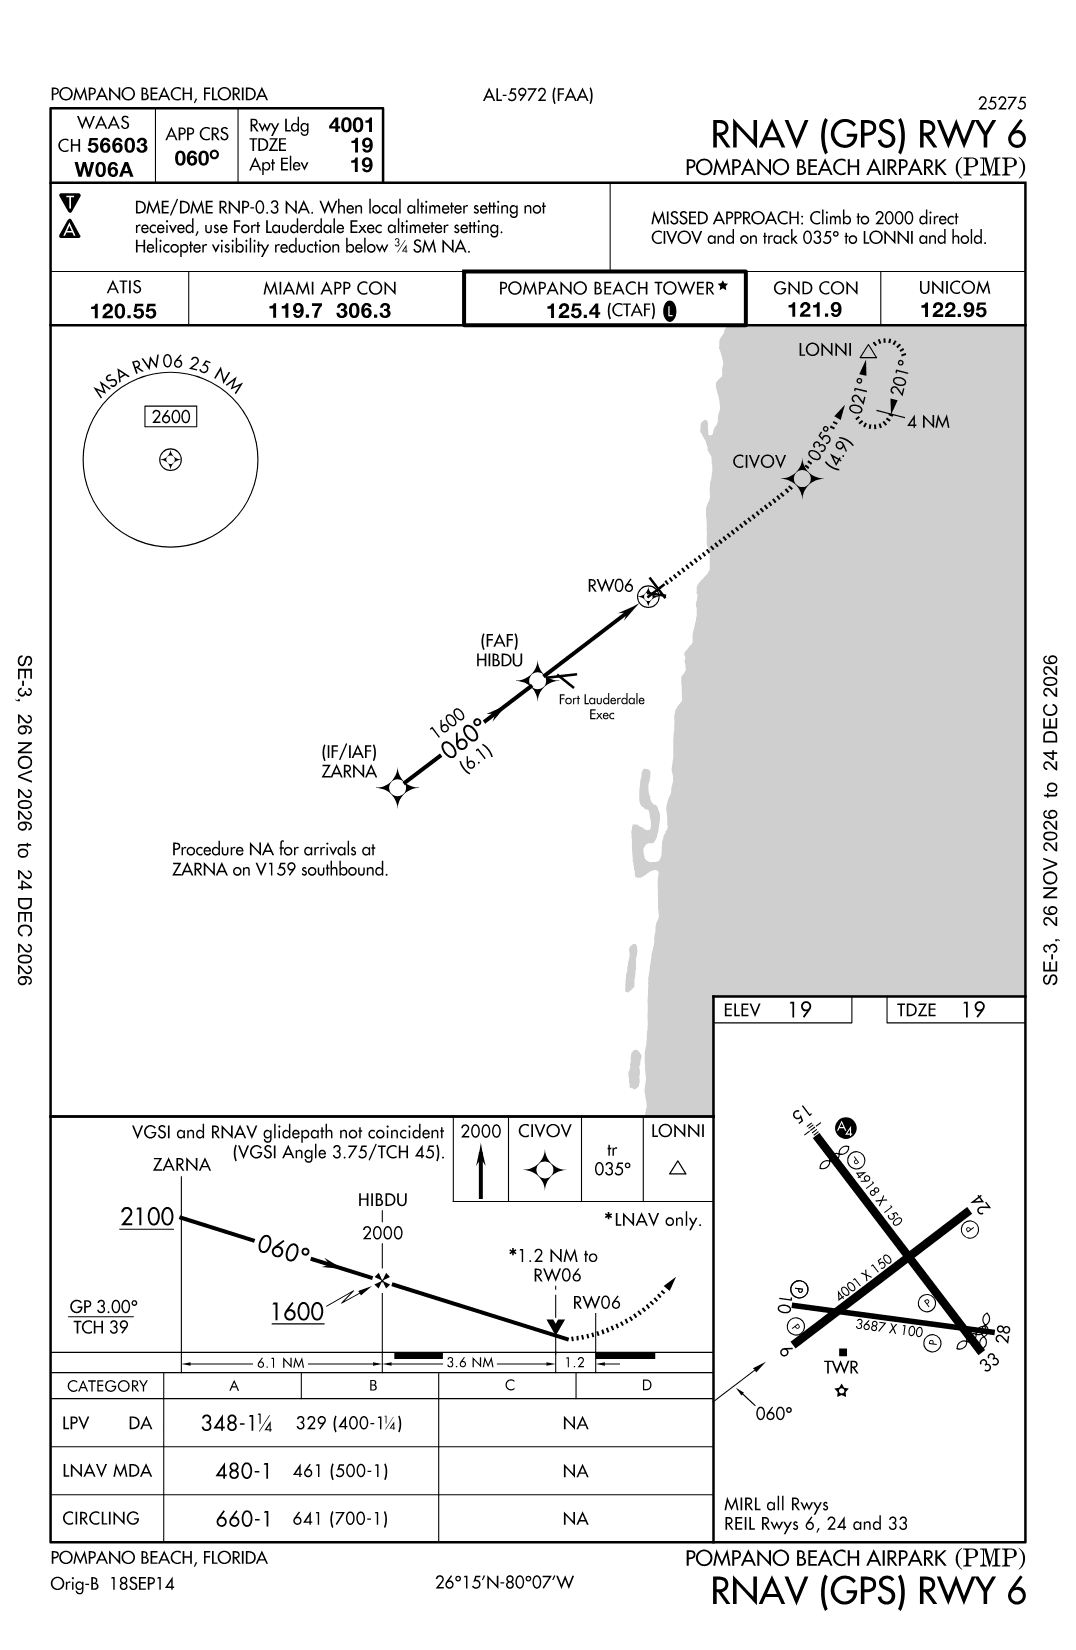 POMPANO BEACH, FLORIDA
AL-5972 (FAA)
25275
WAAS
CH 56603
W06A
APP CRS
060°
Rwy Ldg 4001
TDZE 19
Apt Elev 19
RNAV (GPS) RWY 6
POMPANO BEACH AIRPARK (PMP)
T
A
DME/DME RNP-0.3 NA. When local altimeter setting not
received, use Fort Lauderdale Exec altimeter setting.
Helicopter visibility reduction below ¾ SM NA.
MISSED APPROACH: Climb to 2000 direct
CIVOV and on track 035° to LONNI and hold.
ATIS
120.55
MIAMI APP CON
119.7 306.3
POMPANO BEACH TOWER★
125.4 (CTAF) L
GND CON
121.9
UNICOM
122.95
MSA RW06 25 NM
2600
LONNI
021°
201°
4 NM
035°
(4.9)
CIVOV
RW06
(FAF)
HIBDU
Fort Lauderdale
Exec
1600
060°
(6.1)
(IF/IAF)
ZARNA
Procedure NA for arrivals at
ZARNA on V159 southbound.
SE-3, 26 NOV 2026 to 24 DEC 2026
SE-3, 26 NOV 2026 to 24 DEC 2026
ELEV 19
TDZE 19
15
A4
P
4918 X 150
24
P
4001 X 150
P
10
P
P
3687 X 100
P
28
33
6
TWR
060°
MIRL all Rwys
REIL Rwys 6, 24 and 33
VGSI and RNAV glidepath not coincident
(VGSI Angle 3.75/TCH 45).
2000
CIVOV
tr
035°
LONNI
ZARNA
2100
060°
HIBDU
2000
1600
*LNAV only.
*1.2 NM to
RW06
RW06
GP 3.00°
TCH 39
6.1 NM
3.6 NM
1.2
CATEGORY A B C D
LPV DA 348-1¼ 329 (400-1¼) NA
LNAV MDA 480-1 461 (500-1) NA
CIRCLING 660-1 641 (700-1) NA
POMPANO BEACH, FLORIDA
Orig-B 18SEP14
26°15'N-80°07'W
POMPANO BEACH AIRPARK (PMP)
RNAV (GPS) RWY 6